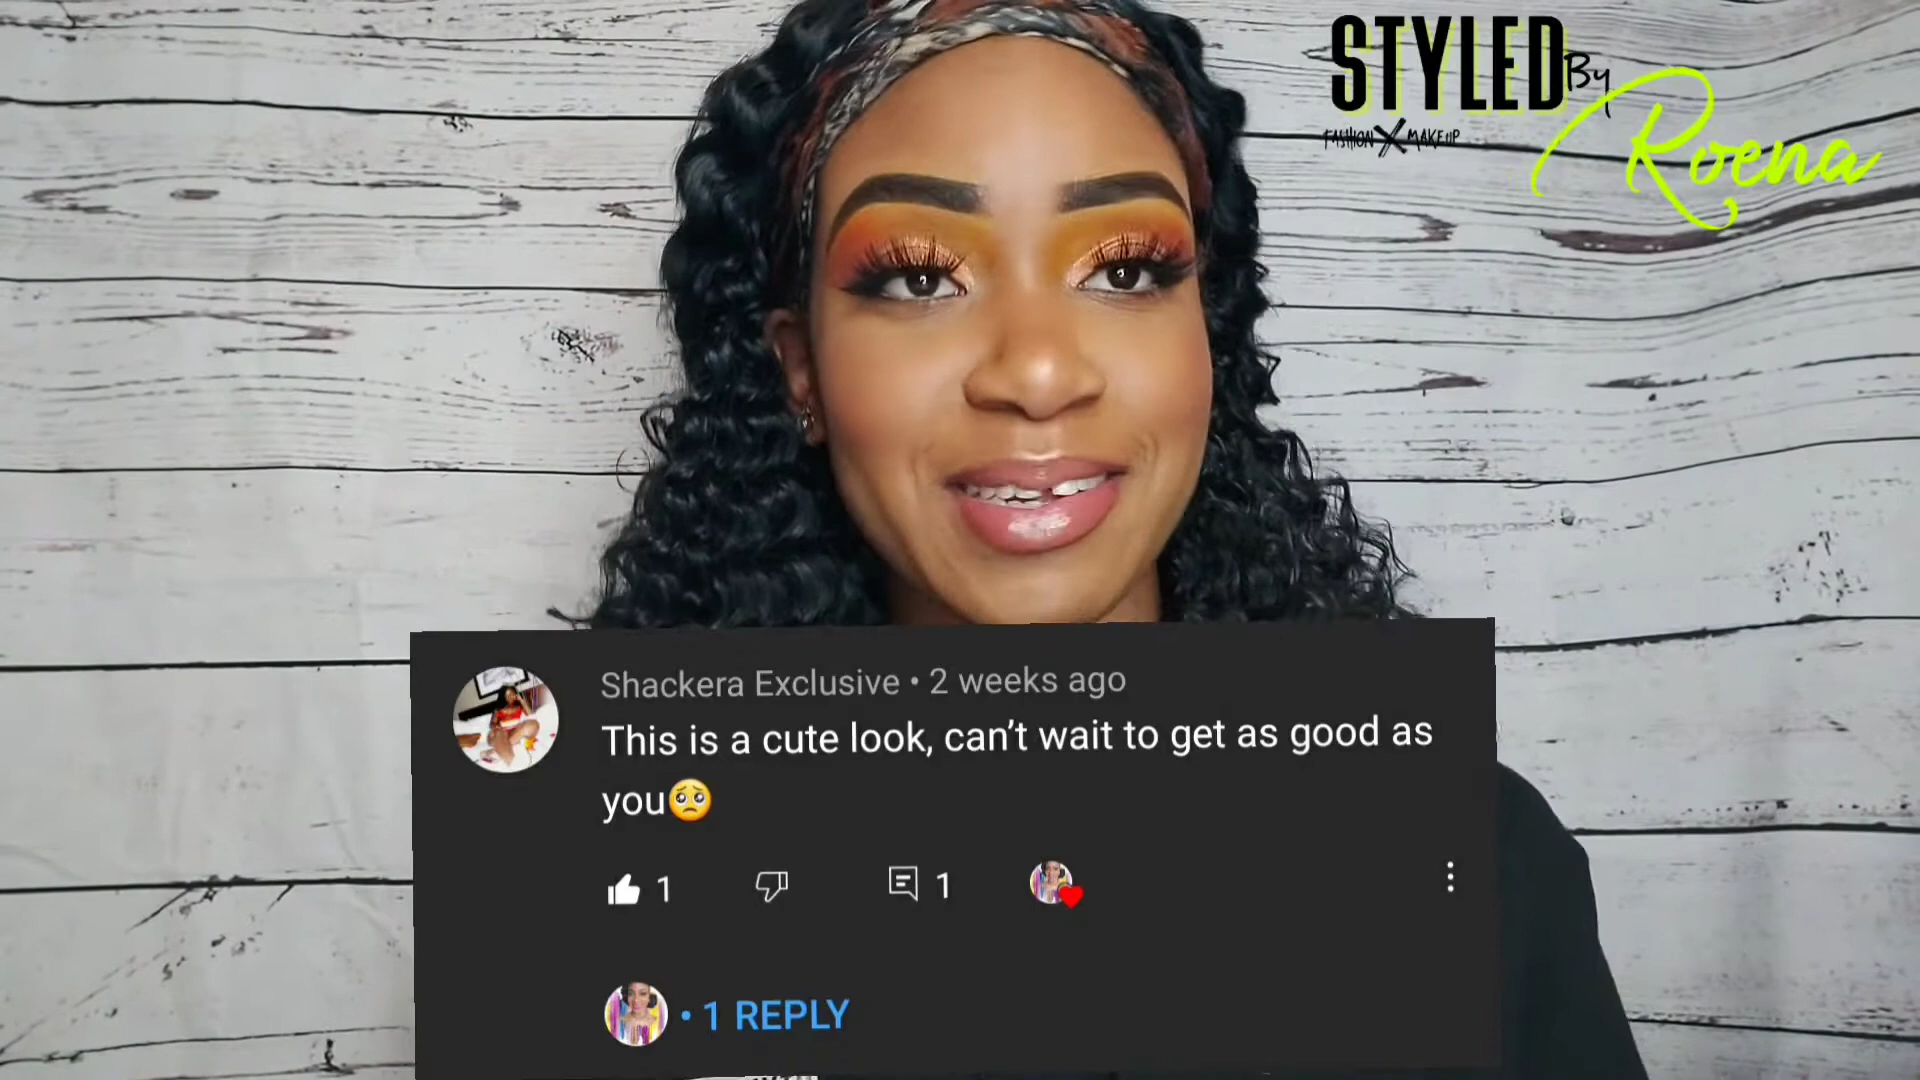 STYLED By
Roena
FASHION X MAKEUP
Shackera Exclusive • 2 weeks ago
This is a cute look, can't wait to get as good as
you🥺
1
1
• 1 REPLY